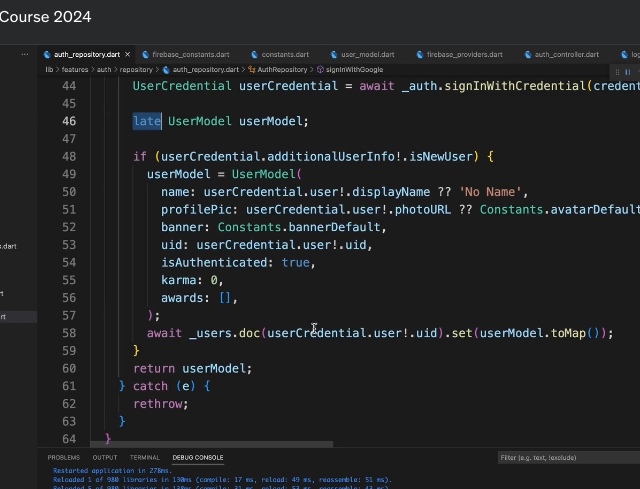 Course 2024
... auth_repository.dart × firebase_constants.dart constants.dart user_model.dart firebase_providers.dart auth_controller.dart
lib > features > auth > repository > auth_repository.dart > AuthRepository > signInWithGoogle
44 UserCredential userCredential = await _auth.signInWithCredential(credent
45
46 late UserModel userModel;
47
48 if (userCredential.additionalUserInfo!.isNewUser) {
49 userModel = UserModel(
50 name: userCredential.user!.displayName ?? 'No Name',
51 profilePic: userCredential.user!.photoURL ?? Constants.avatarDefault
52 banner: Constants.bannerDefault,
53 uid: userCredential.user!.uid,
54 isAuthenticated: true,
55 karma: 0,
56 awards: [],
57 );
58 await _users.doc(userCredential.user!.uid).set(userModel.toMap());
59 }
60 return userModel;
61 } catch (e) {
62 rethrow;
63 }
64 }
s.dart
rt
rt
PROBLEMS OUTPUT TERMINAL DEBUG CONSOLE Filter (e.g. text, !exclude)
Restarted application in 278ms.
Reloaded 1 of 980 libraries in 130ms (compile: 17 ms, reload: 49 ms, reassemble: 51 ms).